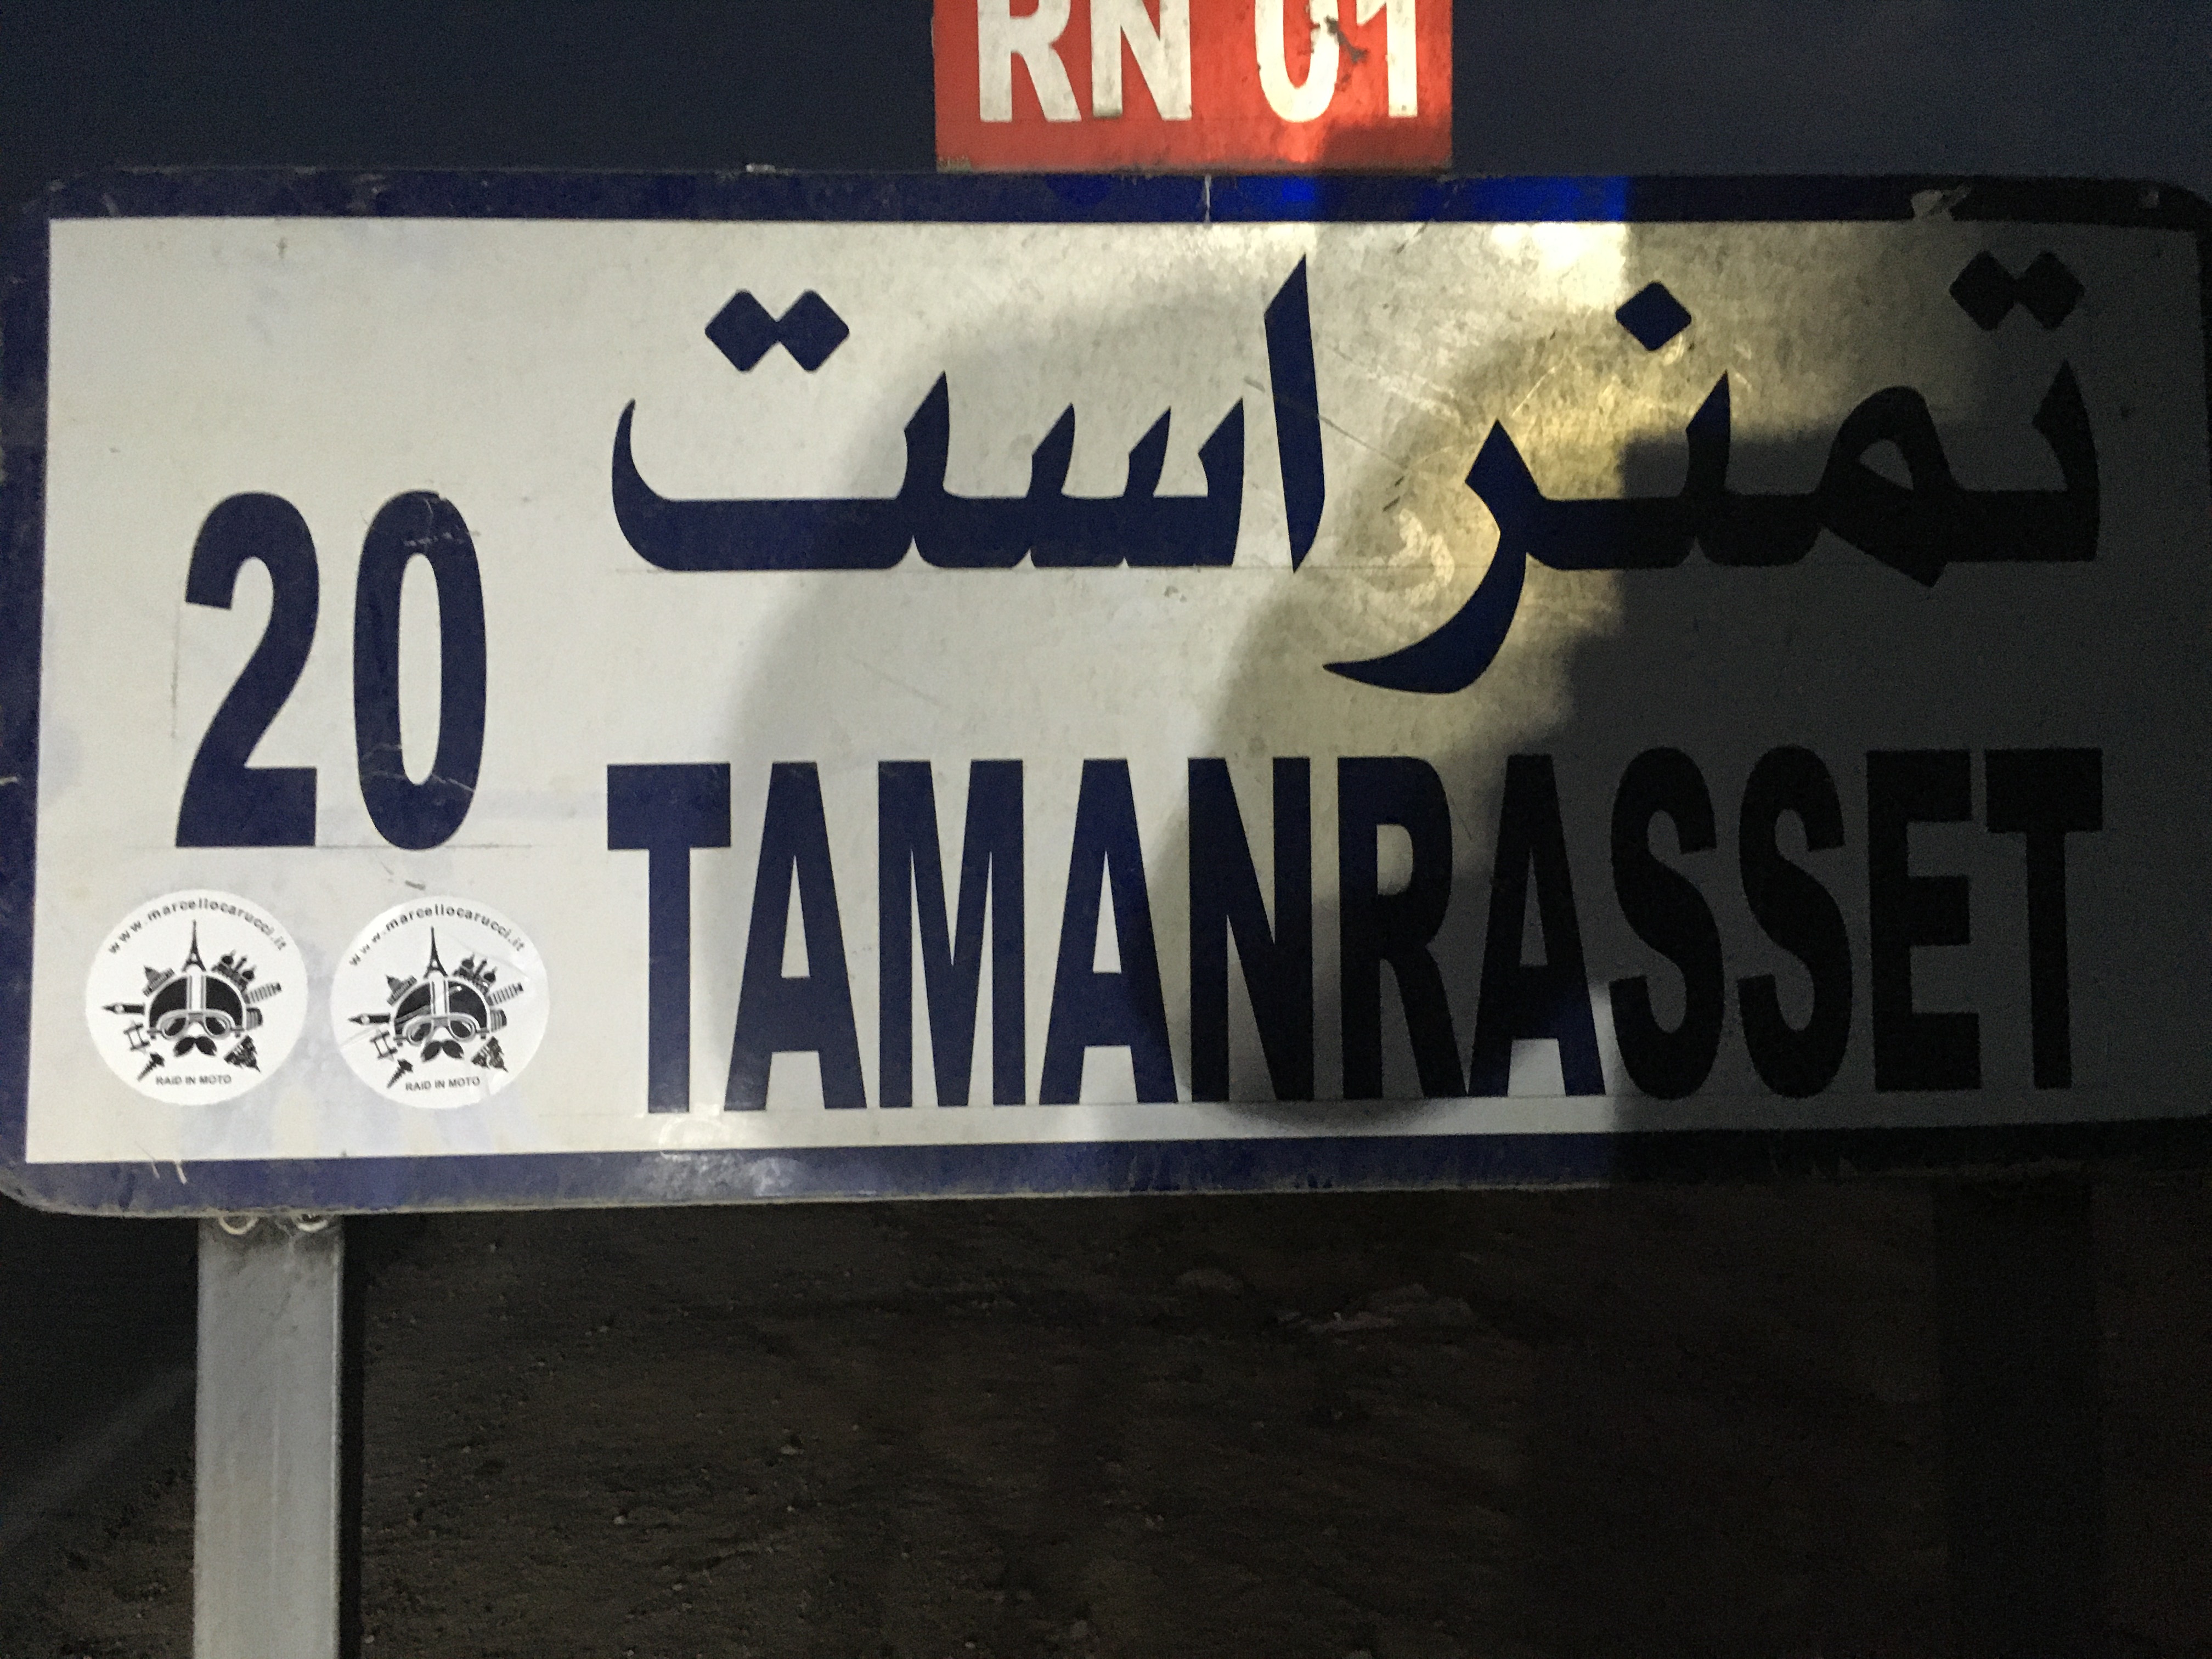 RN 01
تمنراست
20
TAMANRASSET
www.marcellocarucci.it
RAID IN MOTO
www.marcellocarucci.it
RAID IN MOTO